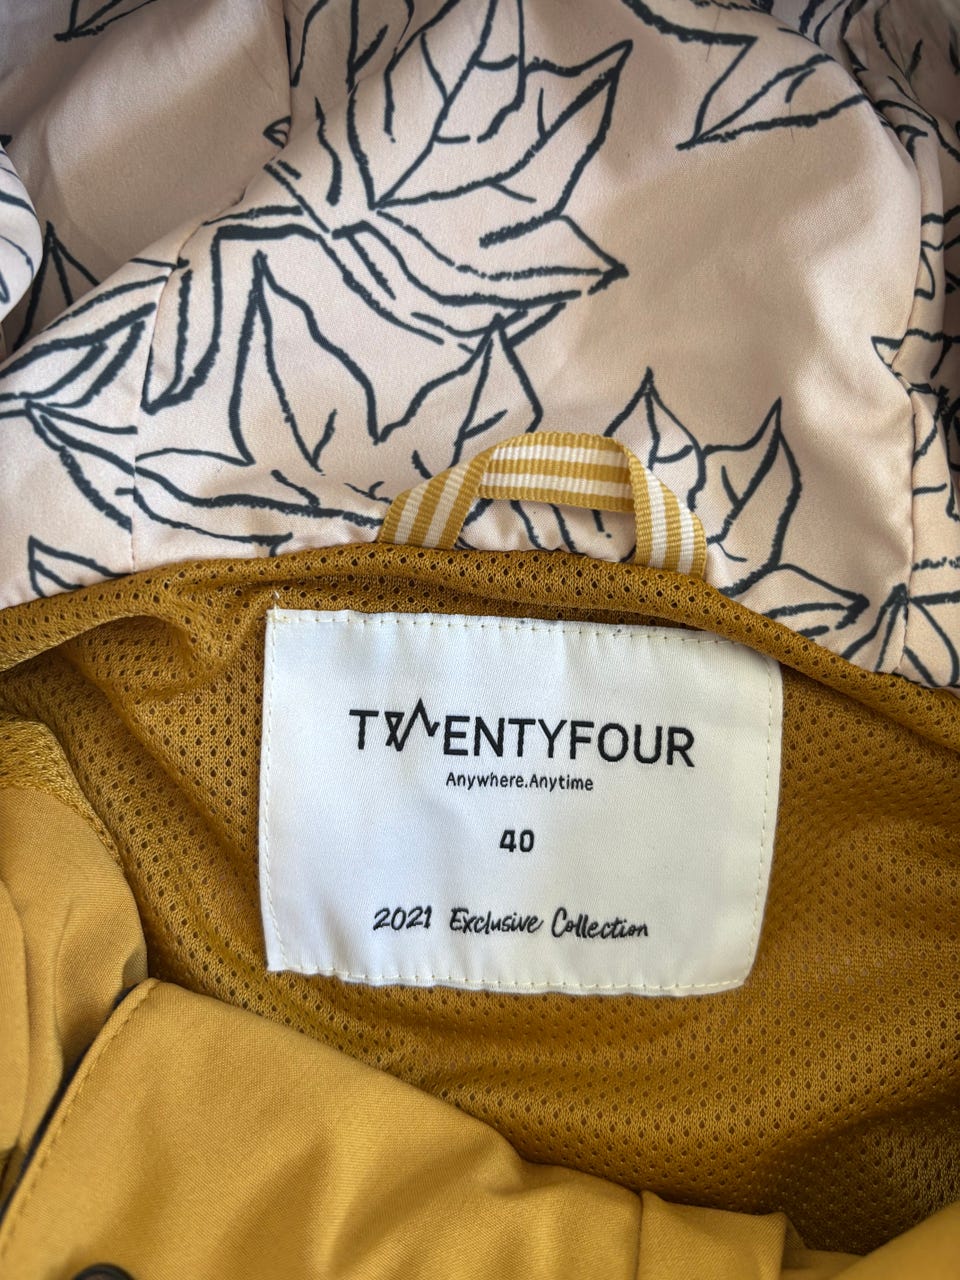 TWENTYFOUR
Anywhere.Anytime
40
2021 Exclusive Collection